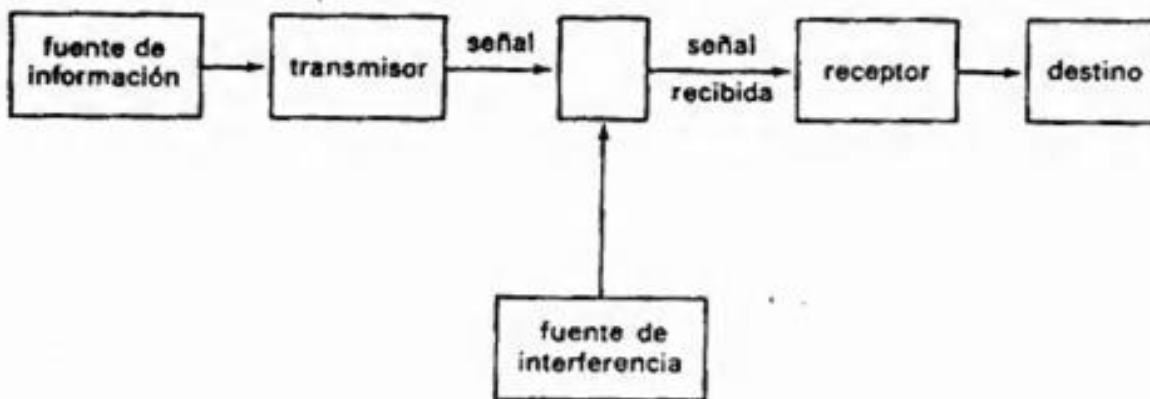 fuente de
información
transmisor
señal
señal
recibida
receptor
destino
fuente de
interferencia